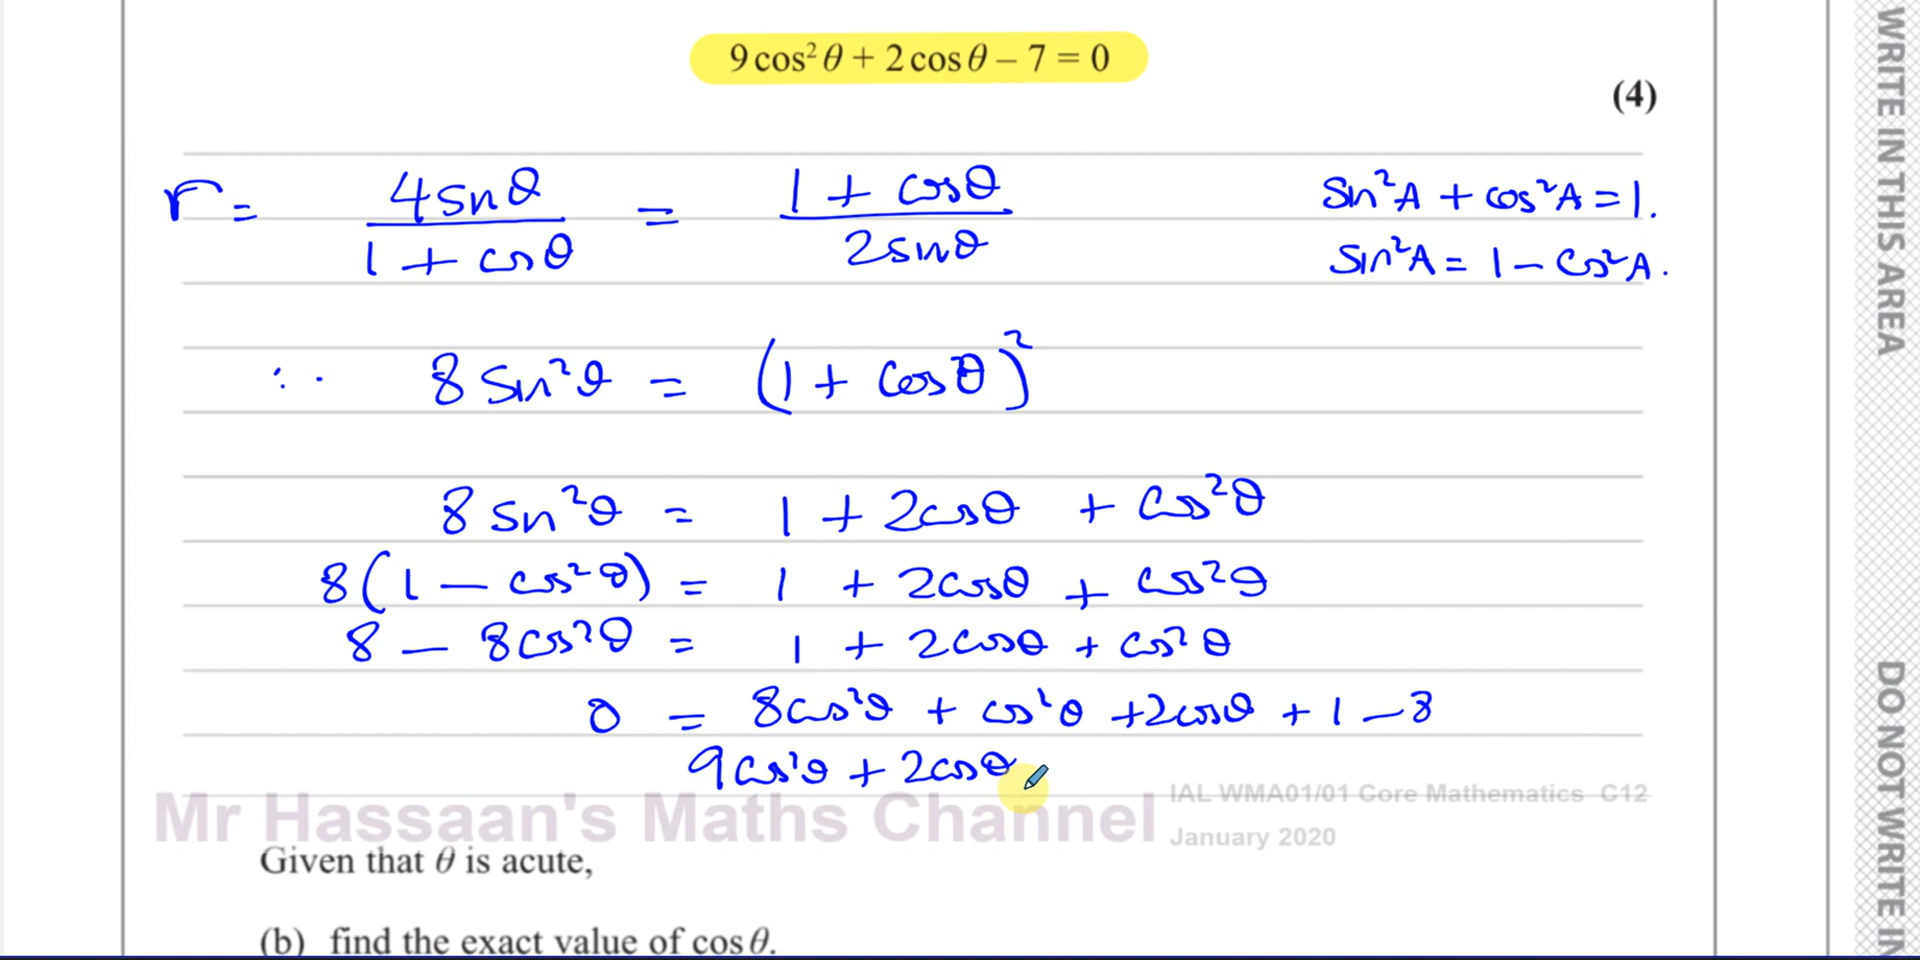 9 cos² θ + 2 cos θ – 7 = 0
(4)
r = 4 sin θ / 1 + cos θ = 1 + cos θ / 2 sin θ
sin²A + cos²A = 1.
sin²A = 1 – cos²A.
∴ 8 sin²θ = (1 + cos θ)²
8 sin²θ = 1 + 2cos θ + cos²θ
8(1 – cos²θ) = 1 + 2cos θ + cos²θ
8 – 8cos²θ = 1 + 2cos θ + cos²θ
0 = 8cos²θ + cos²θ + 2cos θ + 1 – 8
9cos²θ + 2cos θ
Mr Hassaan's Maths Channel
IAL WMA01/01 Core Mathematics C12
January 2020
Given that θ is acute,
(b) find the exact value of cos θ.
WRITE IN THIS AREA
DO NOT WRITE IN